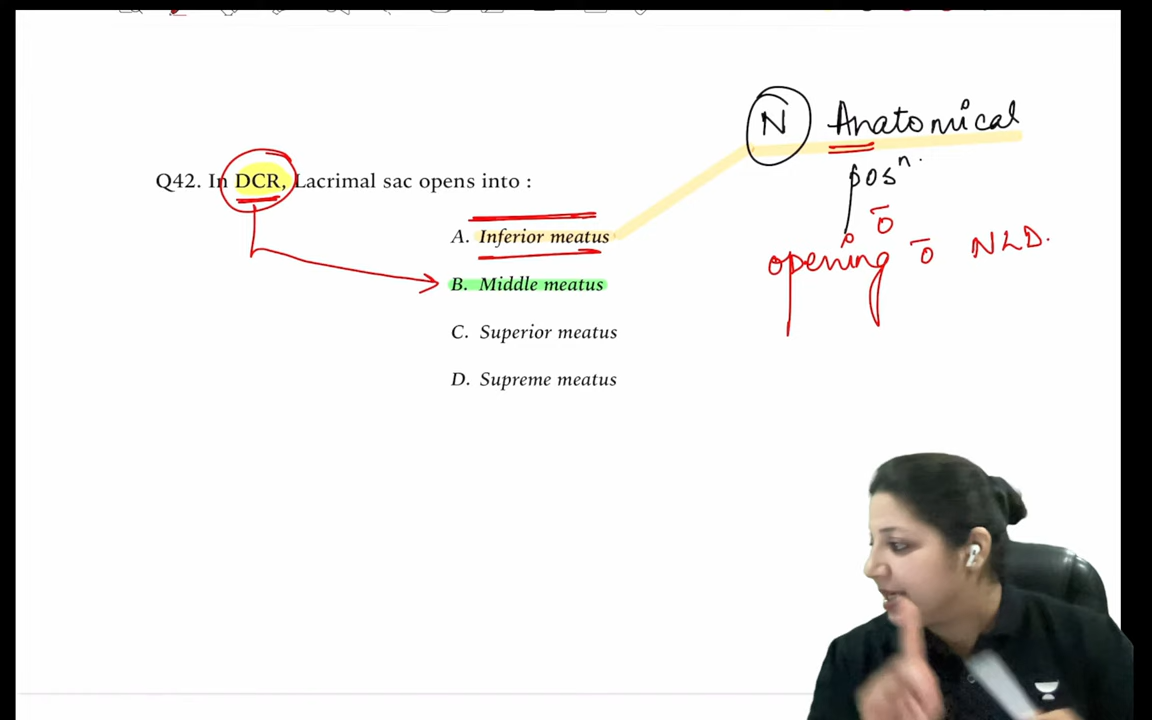 N Anatomical
posⁿ.
ō
opening ō NLD.
Q42. In DCR, Lacrimal sac opens into :
A. Inferior meatus
B. Middle meatus
C. Superior meatus
D. Supreme meatus